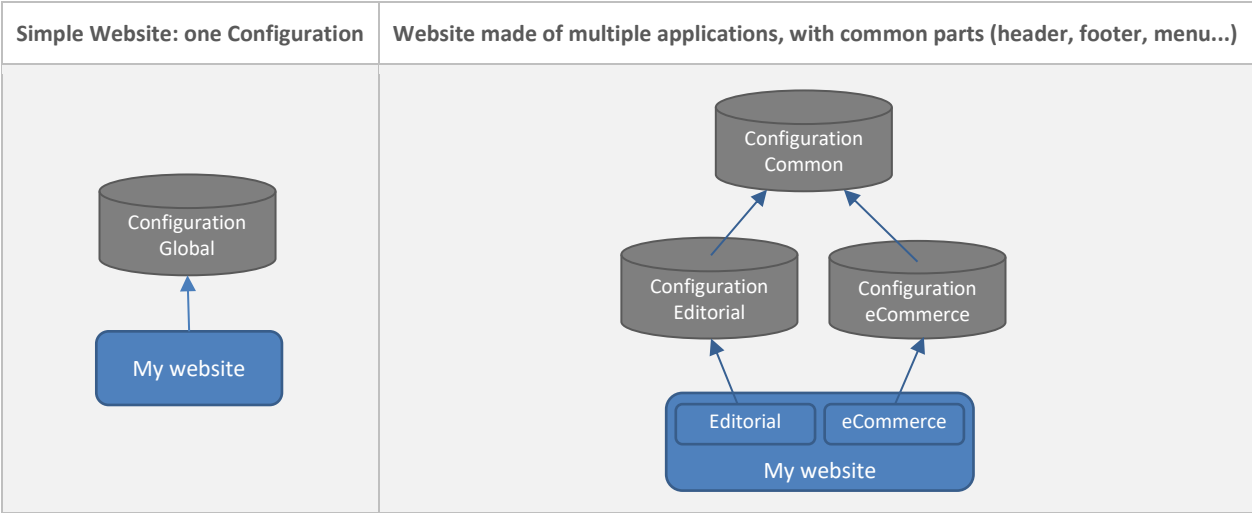 Simple Website: one Configuration
Website made of multiple applications, with common parts (header, footer, menu...)
Configuration
Global
My website
Configuration
Common
Configuration
Editorial
Configuration
eCommerce
Editorial
eCommerce
My website